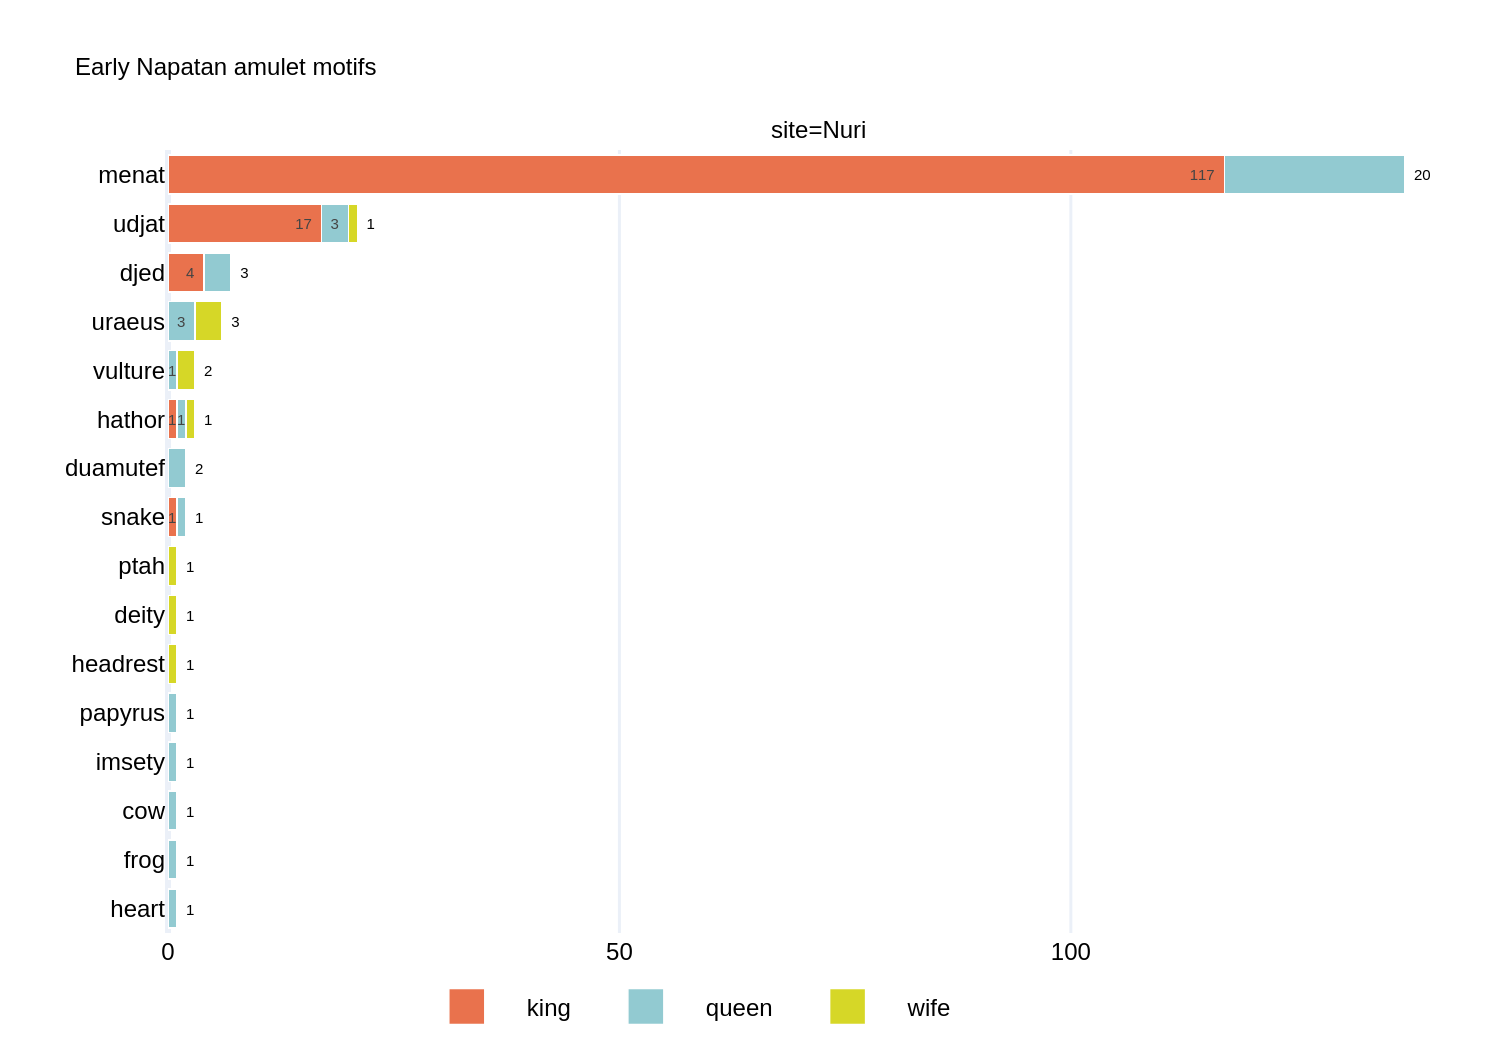 Early Napatan amulet motifs
site=Nuri
menat 117 20
udjat 17 3 1
djed 4 3
uraeus 3 3
vulture 1 2
hathor 1 1 1
duamutef 2
snake 1 1
ptah 1
deity 1
headrest 1
papyrus 1
imsety 1
cow 1
frog 1
heart 1
0 50 100
king queen wife